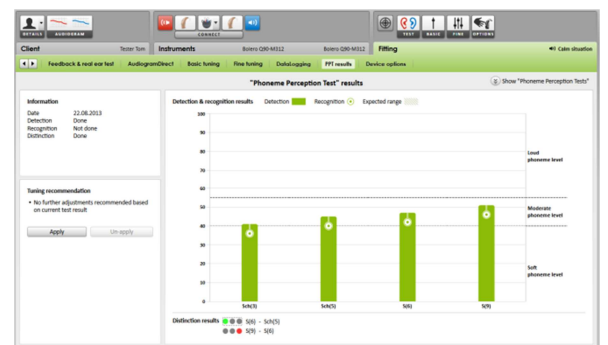 DETAILS AUDIOGRAM
CONNECT
TEST BASIC FINE OPTIONS
Client Tester Tom Instruments Bolero Q90-M312 Bolero Q90-M312 Fitting Calm situation
Feedback & real ear test AudiogramDirect Basic tuning Fine tuning DataLogging PPT results Device options
"Phoneme Perception Test" results
Show "Phoneme Perception Tests"
Information
Date 22.08.2013
Detection Done
Recognition Not done
Distinction Done
Tuning recommendation
• No further adjustments recommended based
on current test result
Apply Un-apply
Detection & recognition results Detection Recognition Expected range
100
90
80
70
60
50
40
30
20
10
0
Loud
phoneme level
Moderate
phoneme level
Soft
phoneme level
Sch(3) Sch(5) S(6) S(9)
Distinction results S(6) - Sch(5)
S(9) - S(6)